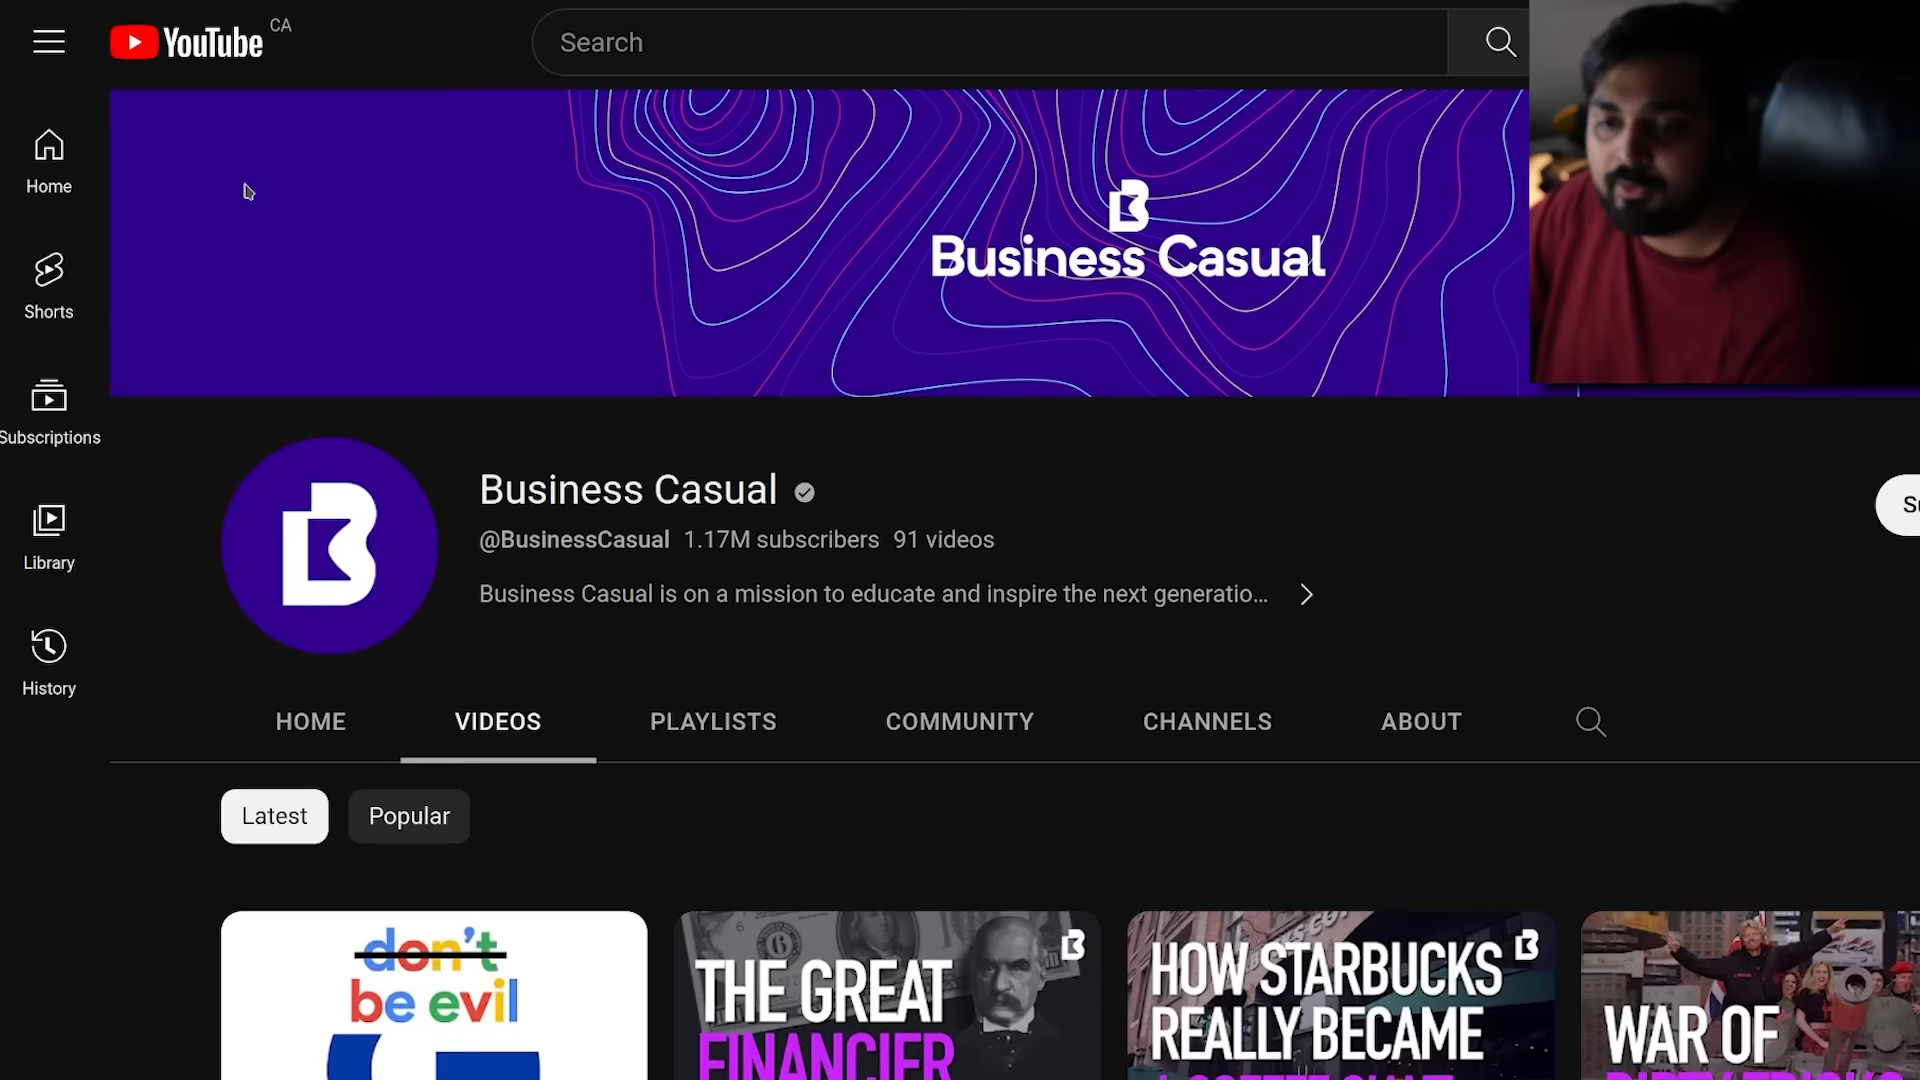 YouTube CA
Search
Home
Shorts
Subscriptions
Library
History
Business Casual
Business Casual
@BusinessCasual 1.17M subscribers 91 videos
Business Casual is on a mission to educate and inspire the next generatio...
Su
HOME VIDEOS PLAYLISTS COMMUNITY CHANNELS ABOUT
Latest Popular
don't
be evil
THE GREAT
FINANCIER
HOW STARBUCKS
REALLY BECAME
WAR OF